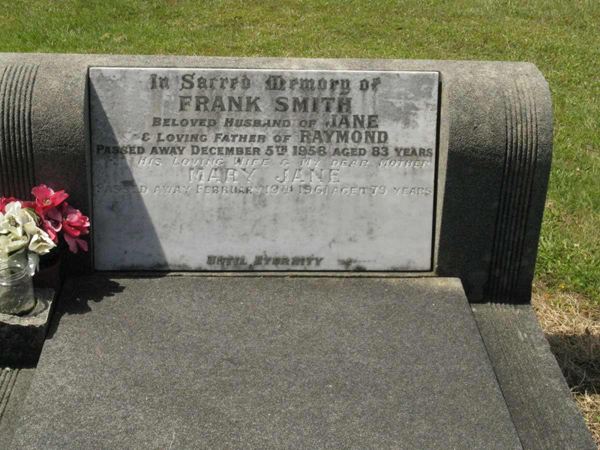 In Sacred Memory of
FRANK SMITH
BELOVED HUSBAND OF JANE
& LOVING FATHER OF RAYMOND
PASSED AWAY DECEMBER 5TH 1956 AGED 83 YEARS
HIS LOVING WIFE & MY DEAR MOTHER
MARY JANE
PASSED AWAY FEBRUARY 19TH 1961 AGED 79 YEARS
UNTIL ETERNITY